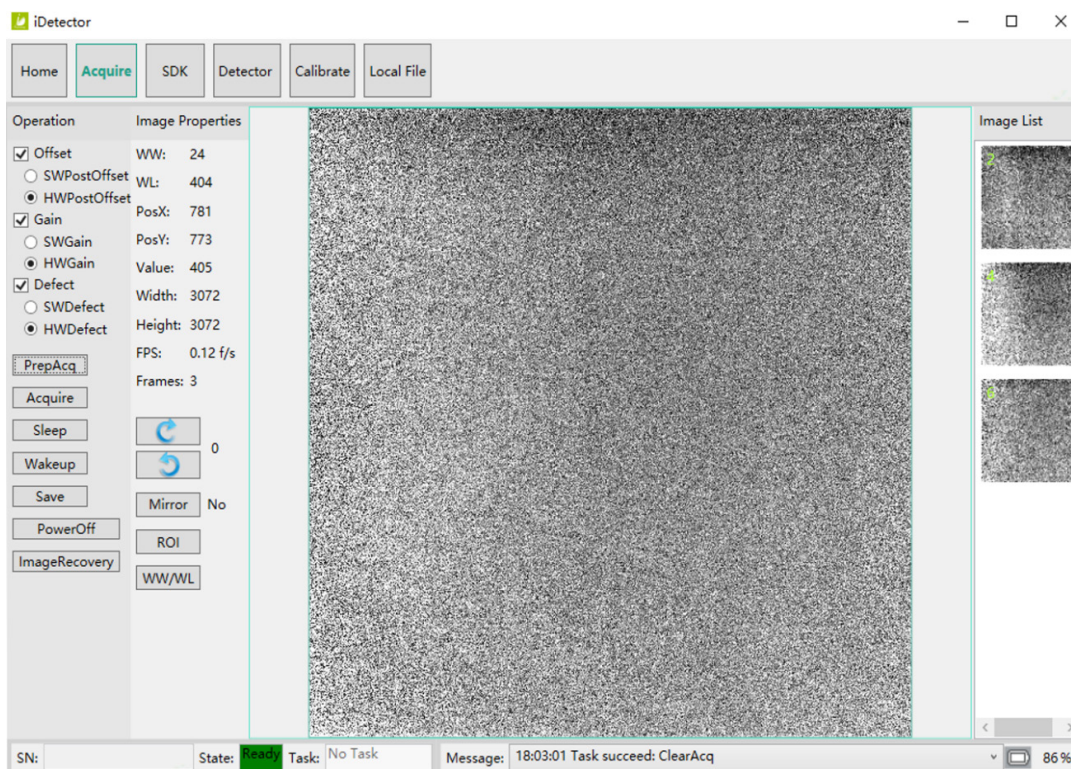 iDetector
Home Acquire SDK Detector Calibrate Local File
Operation
Offset
SWPostOffset
HWPostOffset
Gain
SWGain
HWGain
Defect
SWDefect
HWDefect
PrepAcq
Acquire
Sleep
Wakeup
Save
PowerOff
ImageRecovery
Image Properties
WW: 24
WL: 404
PosX: 781
PosY: 773
Value: 405
Width: 3072
Height: 3072
FPS: 0.12 f/s
Frames: 3
0
Mirror No
ROI
WW/WL
Image List
2
4
SN: State: Ready Task: No Task Message: 18:03:01 Task succeed: ClearAcq 86%